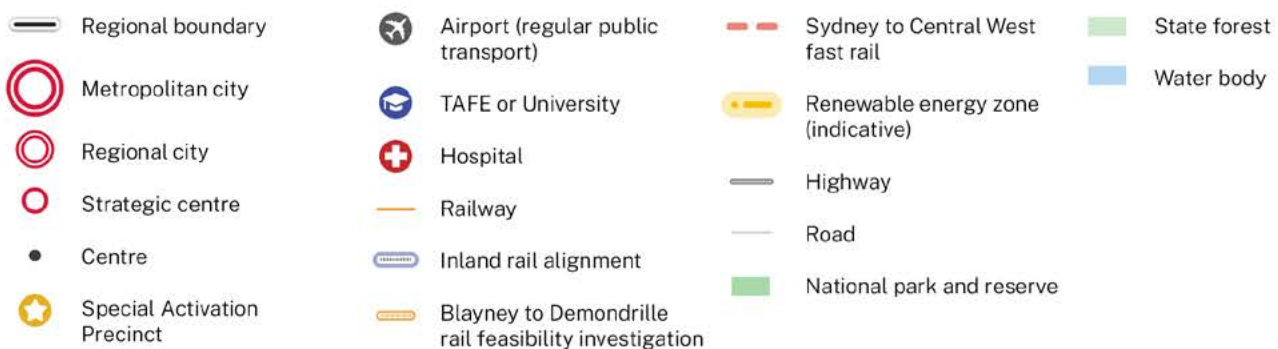 Regional boundary
Metropolitan city
Regional city
Strategic centre
Centre
Special Activation
Precinct
Airport (regular public
transport)
TAFE or University
Hospital
Railway
Inland rail alignment
Blayney to Demondrille
rail feasibility investigation
Sydney to Central West
fast rail
Renewable energy zone
(indicative)
Highway
Road
National park and reserve
State forest
Water body